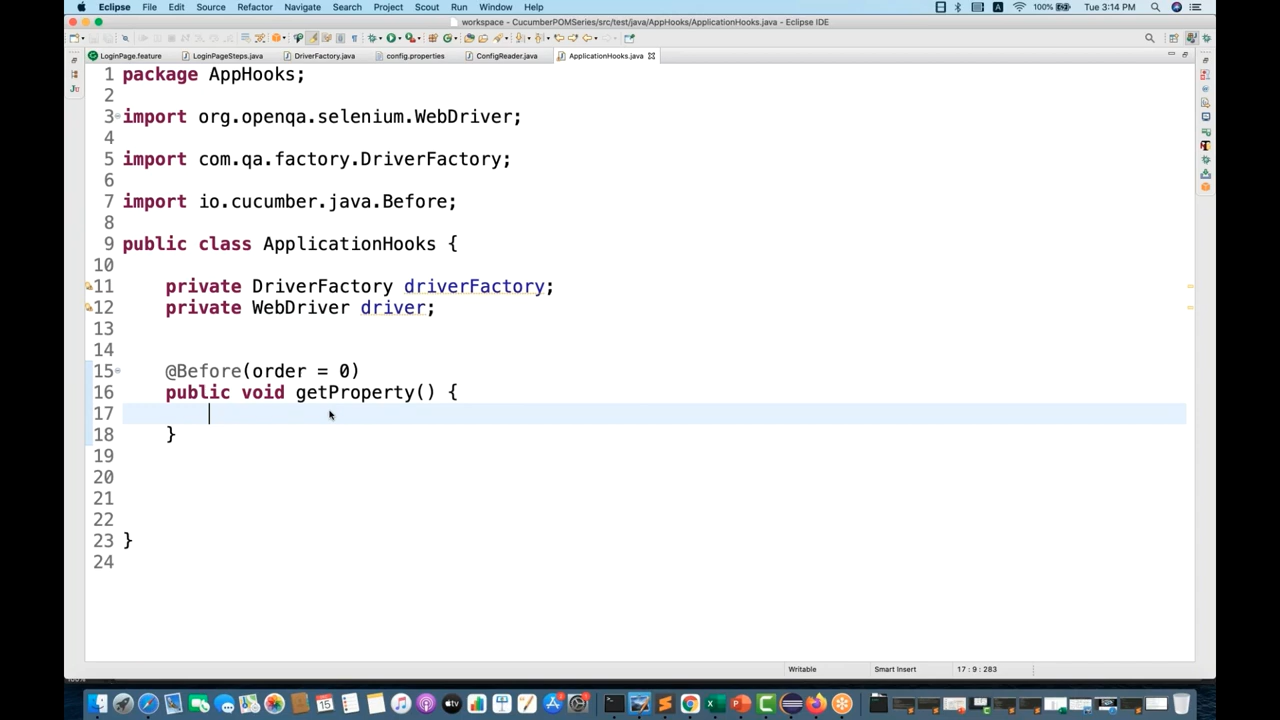 Eclipse File Edit Source Refactor Navigate Search Project Scout Run Window Help 100% Tue 3:14 PM
workspace - CucumberPOMSeries/src/test/java/AppHooks/ApplicationHooks.java - Eclipse IDE
LoginPage.feature LoginPageSteps.java DriverFactory.java config.properties ConfigReader.java ApplicationHooks.java
1 package AppHooks;
2
3 import org.openqa.selenium.WebDriver;
4
5 import com.qa.factory.DriverFactory;
6
7 import io.cucumber.java.Before;
8
9 public class ApplicationHooks {
10
11 private DriverFactory driverFactory;
12 private WebDriver driver;
13
14
15 @Before(order = 0)
16 public void getProperty() {
17
18 }
19
20
21
22
23 }
24
Writable Smart Insert 17 : 9 : 283